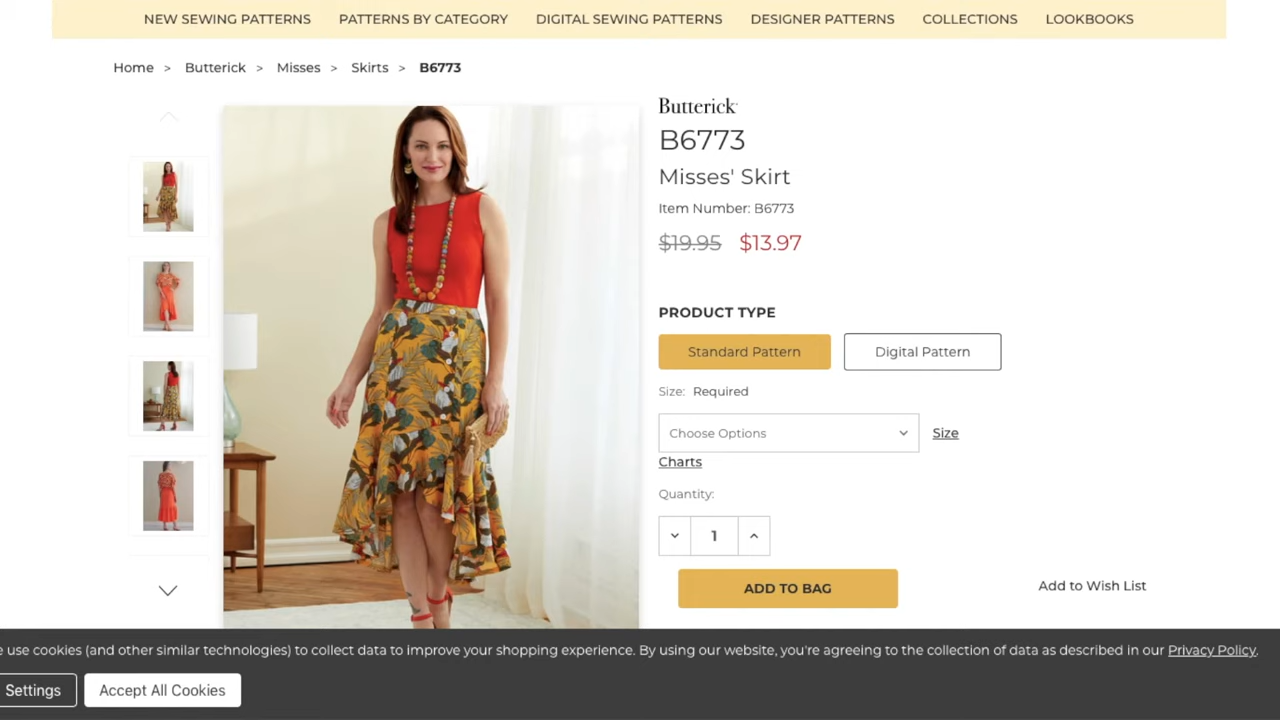 NEW SEWING PATTERNS PATTERNS BY CATEGORY DIGITAL SEWING PATTERNS DESIGNER PATTERNS COLLECTIONS LOOKBOOKS
Home > Butterick > Misses > Skirts > B6773
Butterick
B6773
Misses' Skirt
Item Number: B6773
$19.95 $13.97
PRODUCT TYPE
Standard Pattern Digital Pattern
Size: Required
Choose Options Size
Charts
Quantity:
1
ADD TO BAG Add to Wish List
e use cookies (and other similar technologies) to collect data to improve your shopping experience. By using our website, you're agreeing to the collection of data as described in our Privacy Policy.
Settings Accept All Cookies